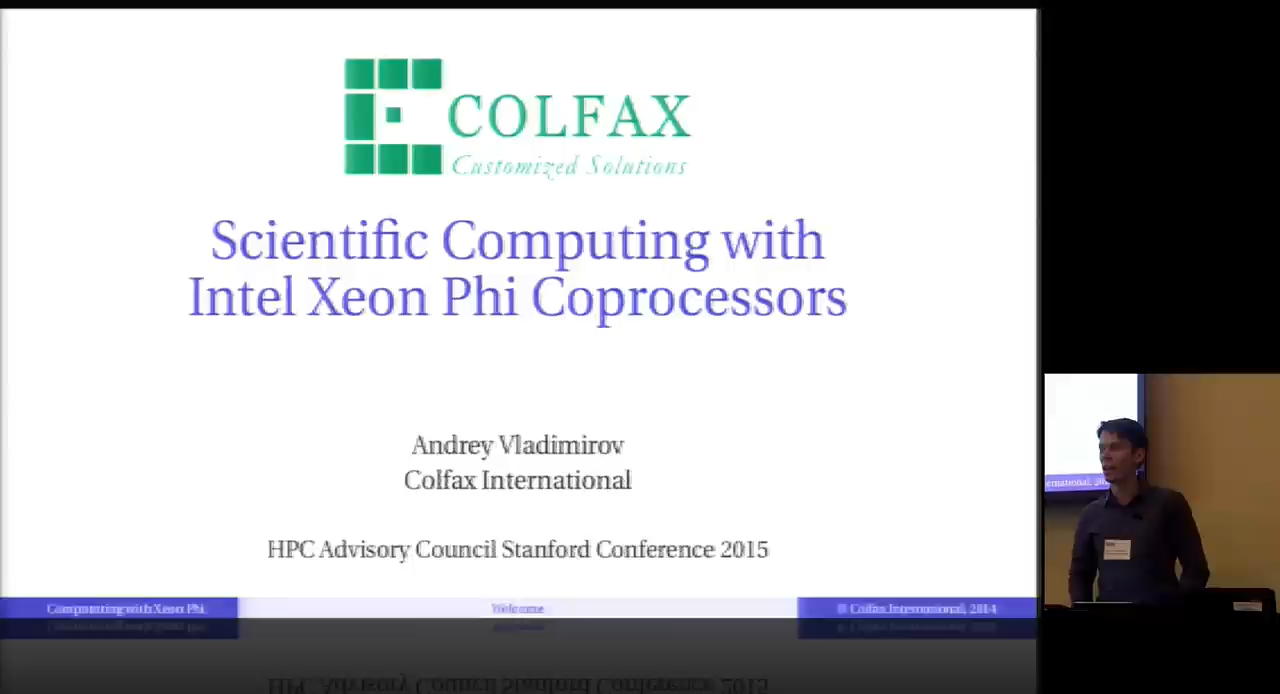 COLFAX
Customized Solutions
Scientific Computing with
Intel Xeon Phi Coprocessors
Andrey Vladimirov
Colfax International
HPC Advisory Council Stanford Conference 2015
Computing with Xeon Phi
Welcome
© Colfax International, 2014